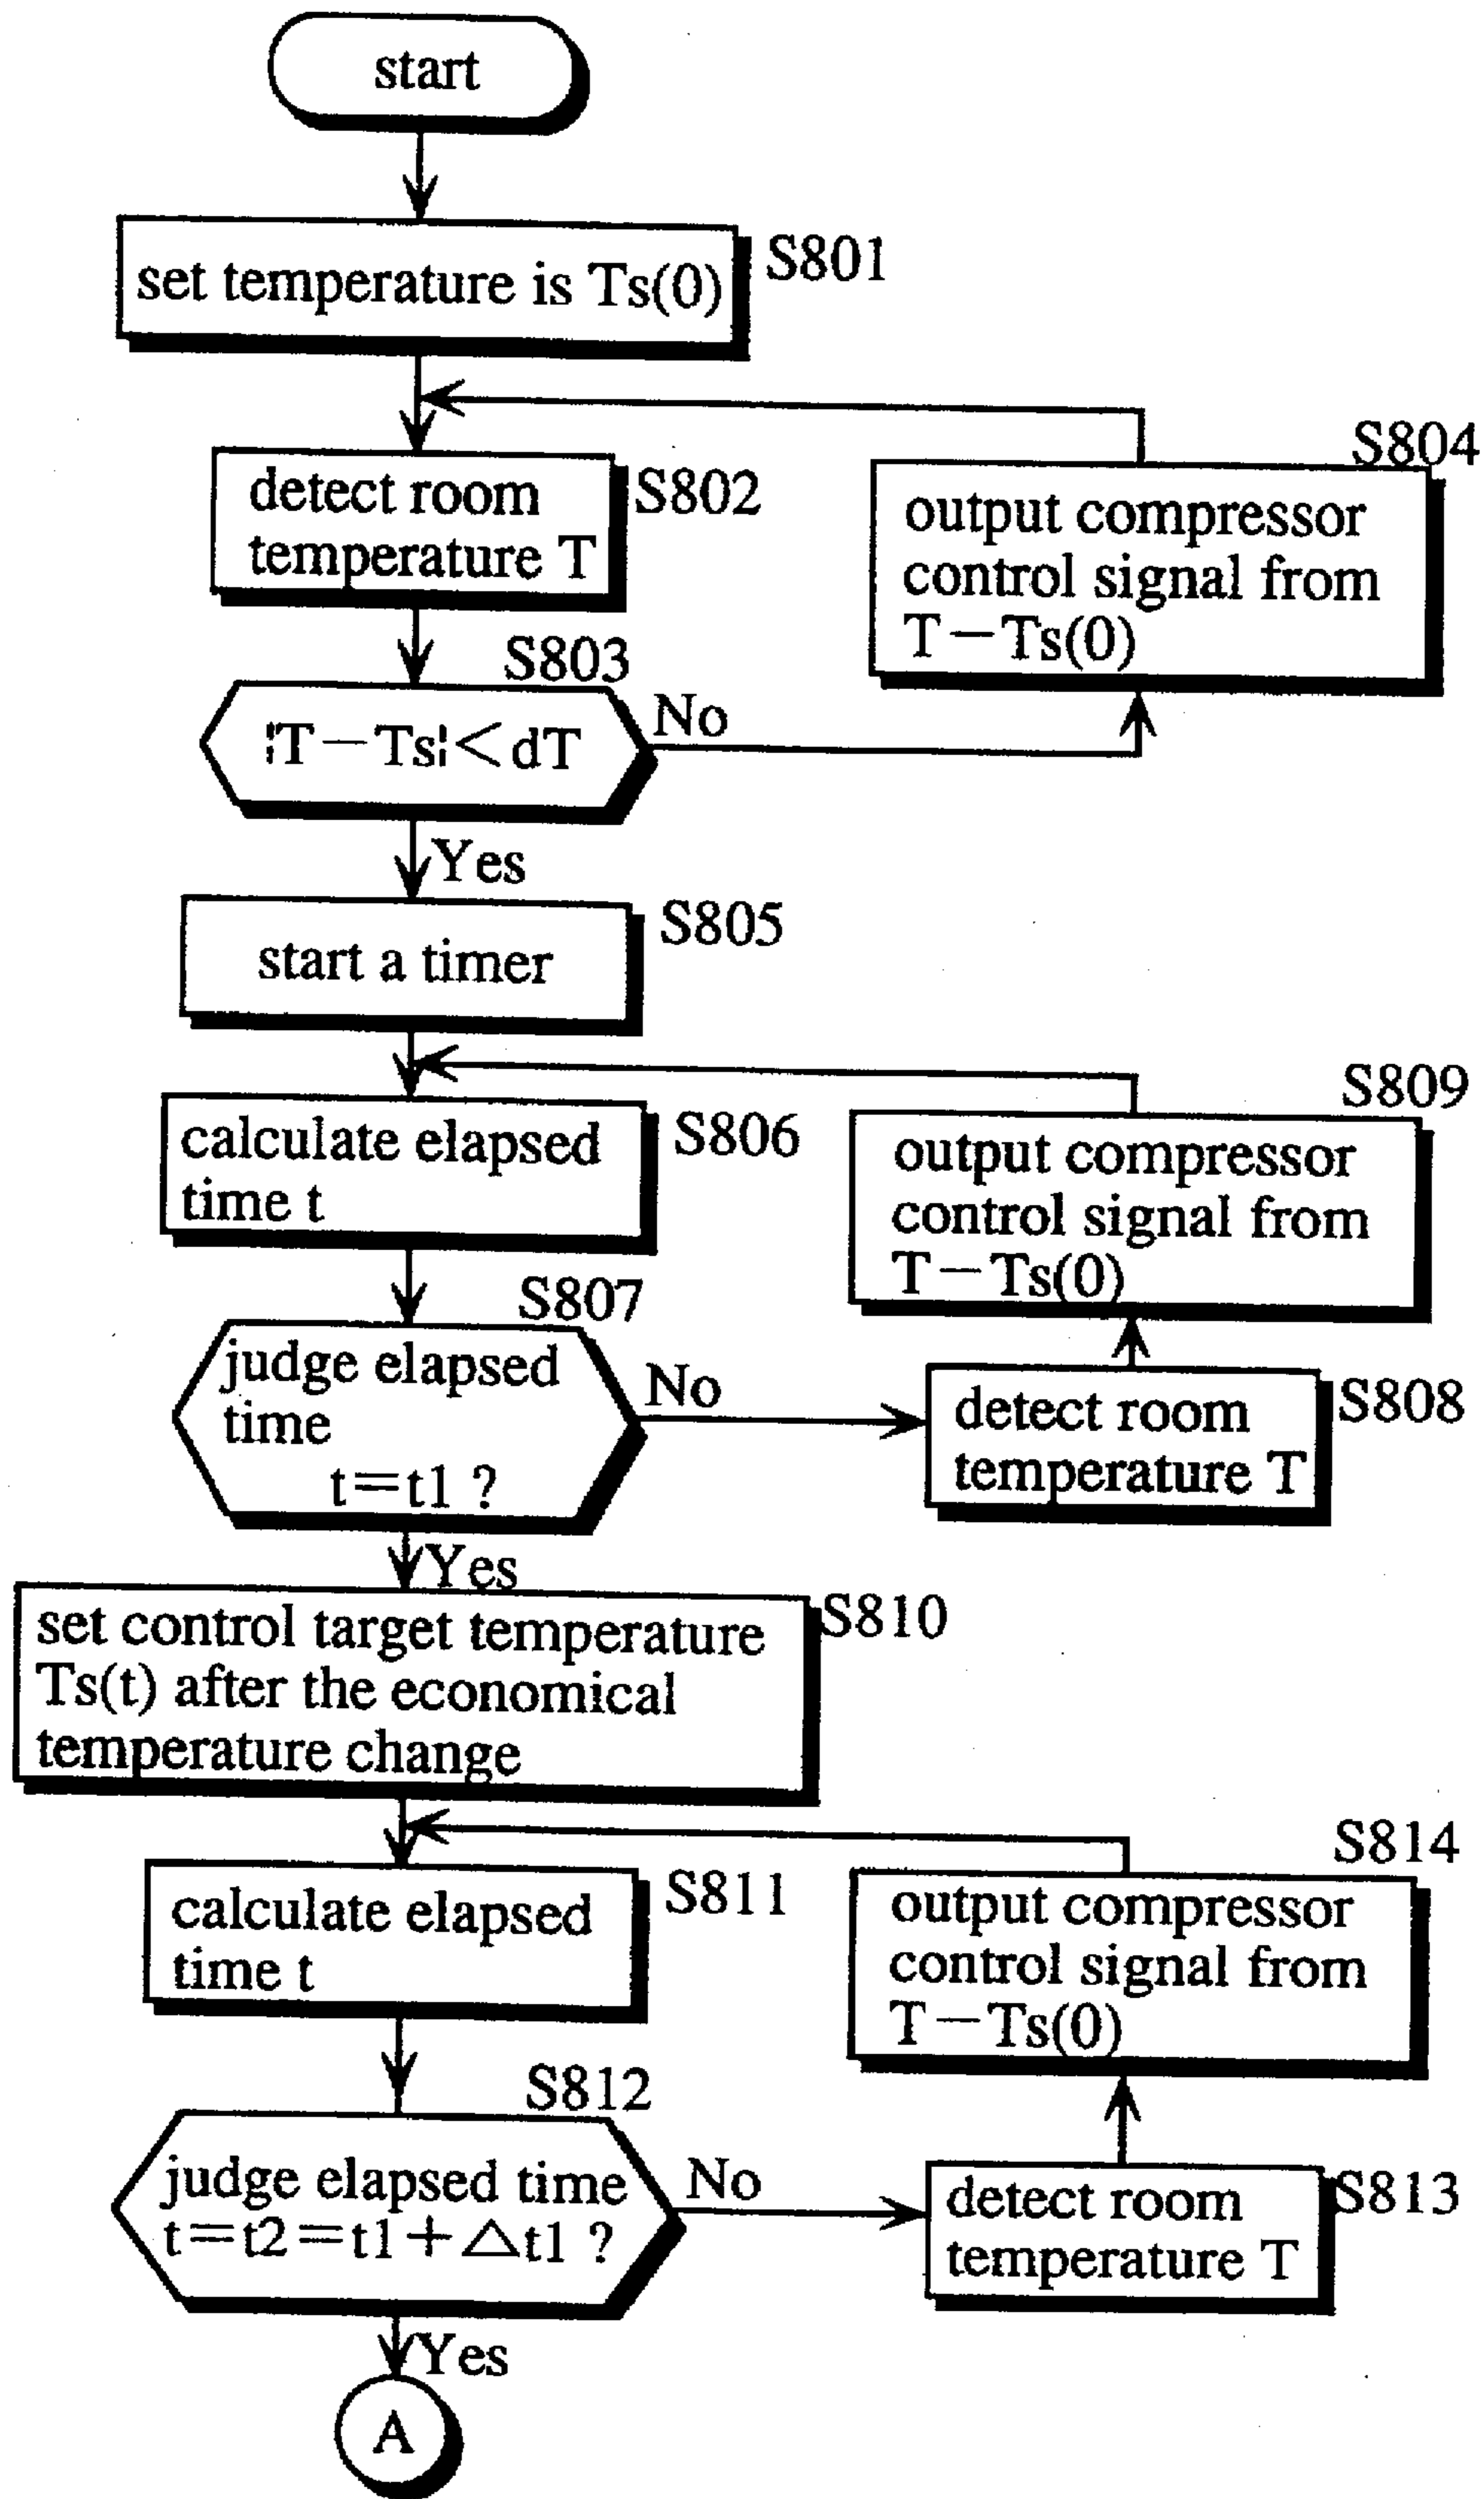 start
set temperature is Ts(0)
S801
detect room
temperature T
S802
S803
¦T－Ts¦＜dT
No
S804
output compressor
control signal from
T－Ts(0)
Yes
start a timer
S805
calculate elapsed
time t
S806
S807
judge elapsed
time
t＝t1 ?
No
detect room
temperature T
S808
S809
output compressor
control signal from
T－Ts(0)
Yes
set control target temperature
Ts(t) after the economical
temperature change
S810
calculate elapsed
time t
S811
S812
judge elapsed time
t＝t2＝t1＋△t1 ?
No
detect room
temperature T
S813
S814
output compressor
control signal from
T－Ts(0)
Yes
A